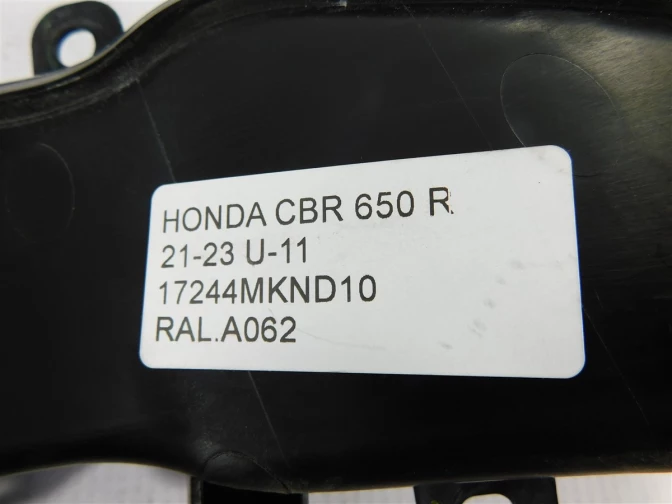 HONDA CBR 650 R
21-23 U-11
17244MKND10
RAL.A062